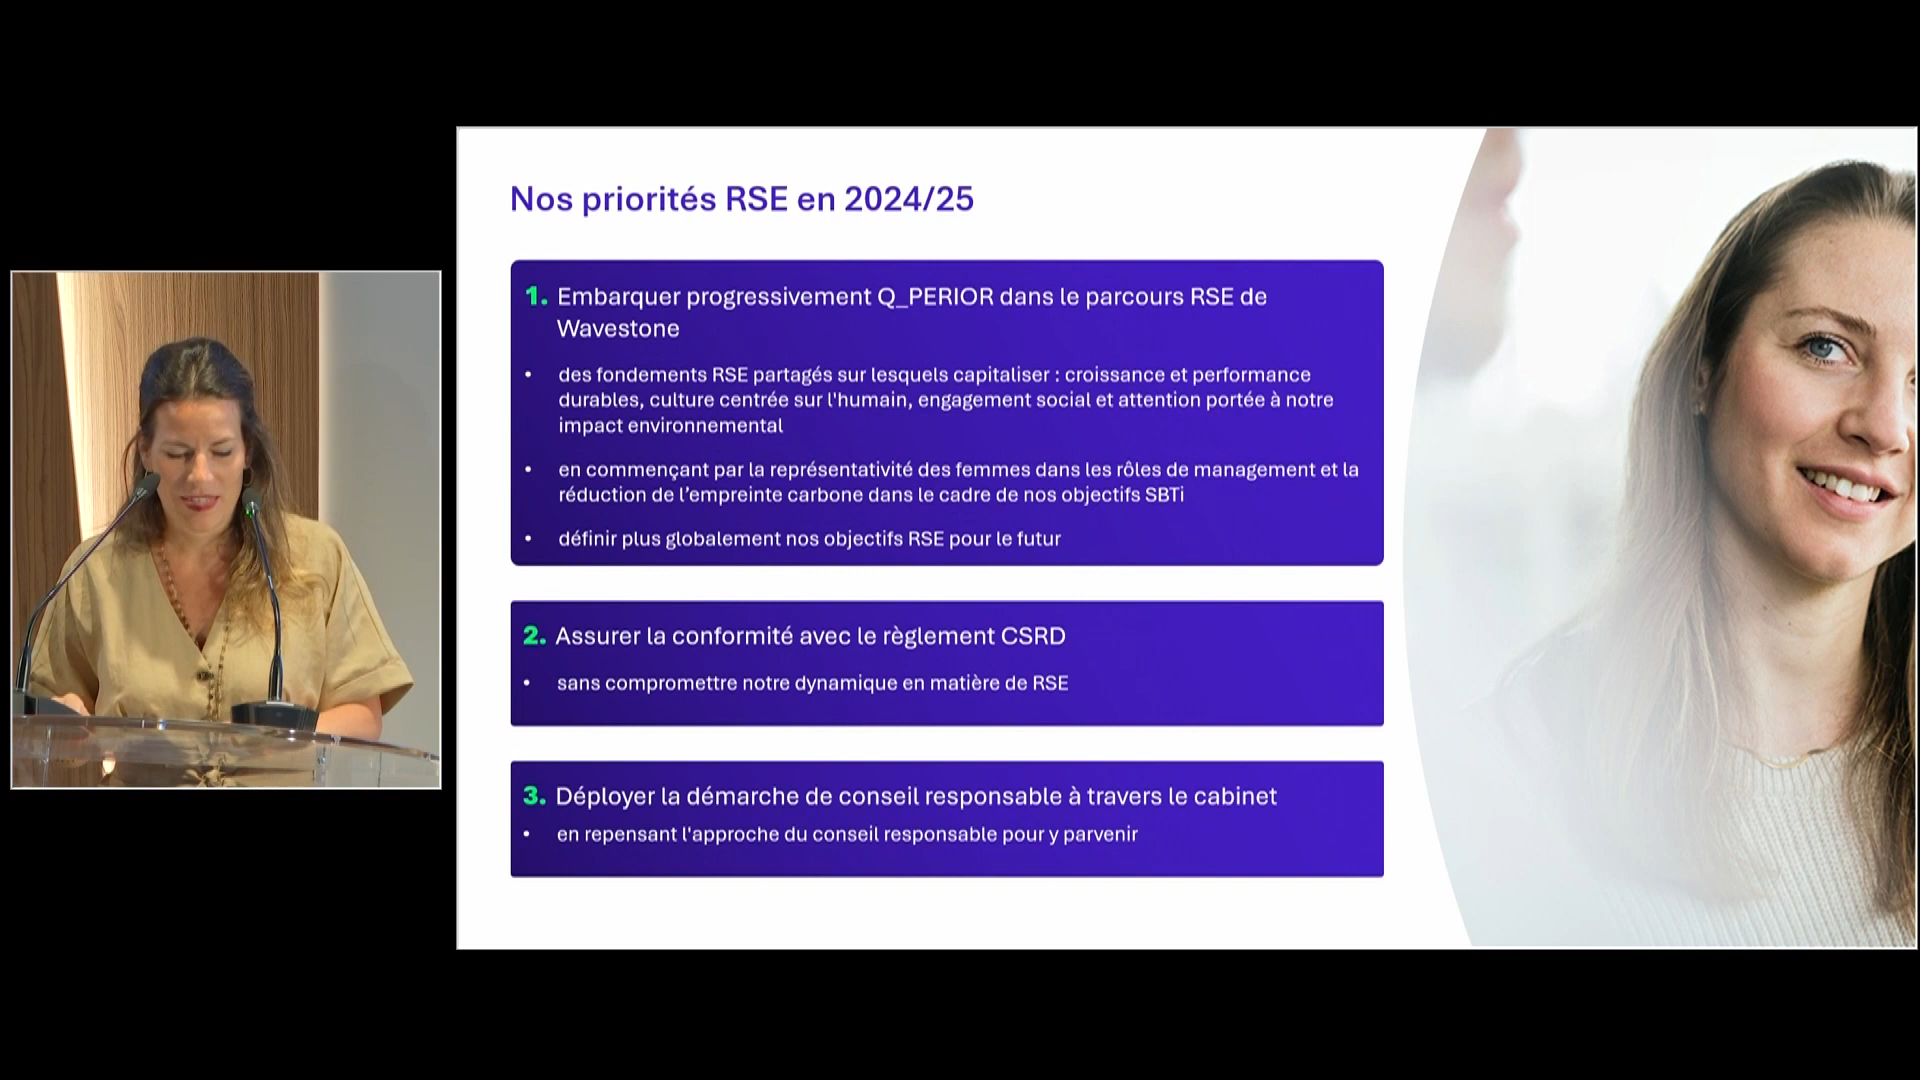 Nos priorités RSE en 2024/25
1. Embarquer progressivement Q_PERIOR dans le parcours RSE de
Wavestone
• des fondements RSE partagés sur lesquels capitaliser : croissance et performance
durables, culture centrée sur l'humain, engagement social et attention portée à notre
impact environnemental
• en commençant par la représentativité des femmes dans les rôles de management et la
réduction de l’empreinte carbone dans le cadre de nos objectifs SBTi
• définir plus globalement nos objectifs RSE pour le futur
2. Assurer la conformité avec le règlement CSRD
• sans compromettre notre dynamique en matière de RSE
3. Déployer la démarche de conseil responsable à travers le cabinet
• en repensant l'approche du conseil responsable pour y parvenir